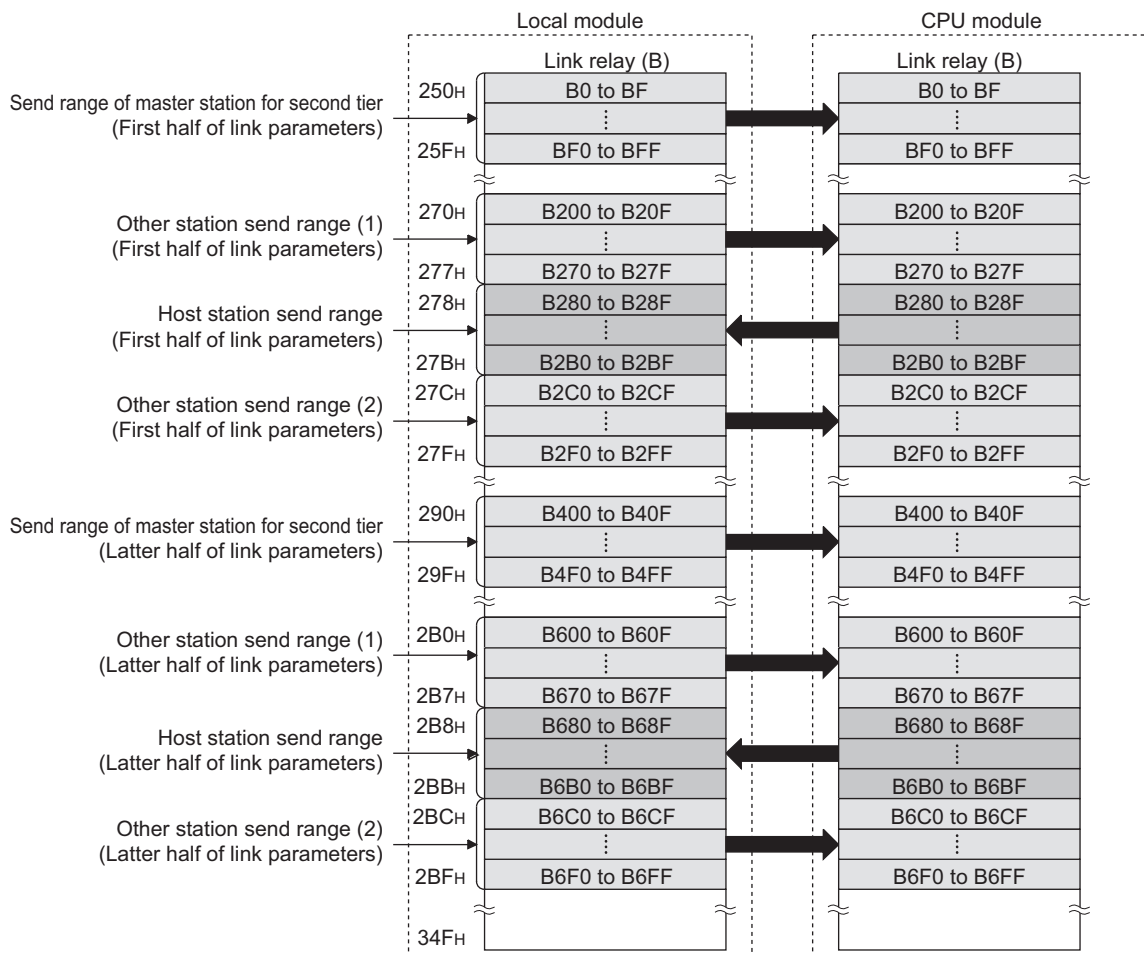 Local module
CPU module
Link relay (B)
Link relay (B)
Send range of master station for second tier
(First half of link parameters)
250H
B0 to BF
B0 to BF
⋮
⋮
25FH
BF0 to BFF
BF0 to BFF
Other station send range (1)
(First half of link parameters)
270H
B200 to B20F
B200 to B20F
⋮
⋮
277H
B270 to B27F
B270 to B27F
Host station send range
(First half of link parameters)
278H
B280 to B28F
B280 to B28F
⋮
⋮
27BH
B2B0 to B2BF
B2B0 to B2BF
Other station send range (2)
(First half of link parameters)
27CH
B2C0 to B2CF
B2C0 to B2CF
⋮
⋮
27FH
B2F0 to B2FF
B2F0 to B2FF
Send range of master station for second tier
(Latter half of link parameters)
290H
B400 to B40F
B400 to B40F
⋮
⋮
29FH
B4F0 to B4FF
B4F0 to B4FF
Other station send range (1)
(Latter half of link parameters)
2B0H
B600 to B60F
B600 to B60F
⋮
⋮
2B7H
B670 to B67F
B670 to B67F
Host station send range
(Latter half of link parameters)
2B8H
B680 to B68F
B680 to B68F
⋮
⋮
2BBH
B6B0 to B6BF
B6B0 to B6BF
Other station send range (2)
(Latter half of link parameters)
2BCH
B6C0 to B6CF
B6C0 to B6CF
⋮
⋮
2BFH
B6F0 to B6FF
B6F0 to B6FF
34FH